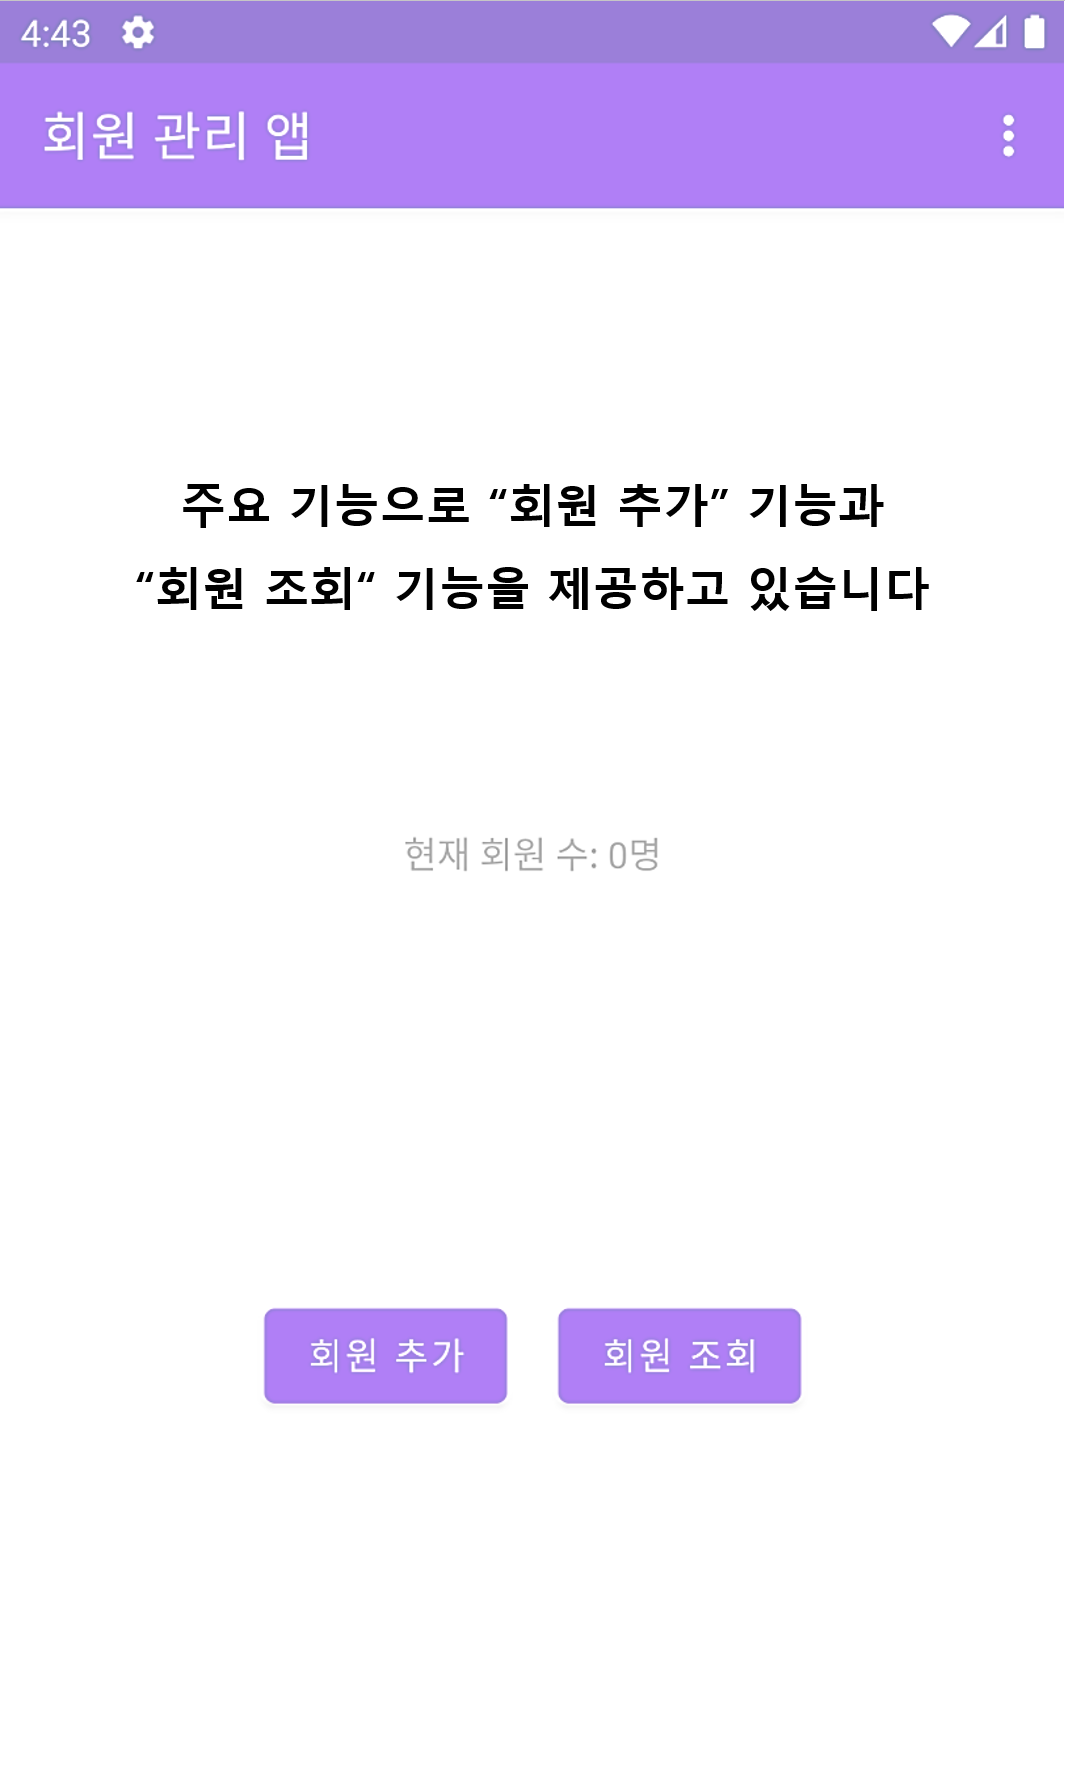 4:43
회원 관리 앱
주요 기능으로 “회원 추가” 기능과
“회원 조회“ 기능을 제공하고 있습니다
현재 회원 수: 0명
회원 추가
회원 조회